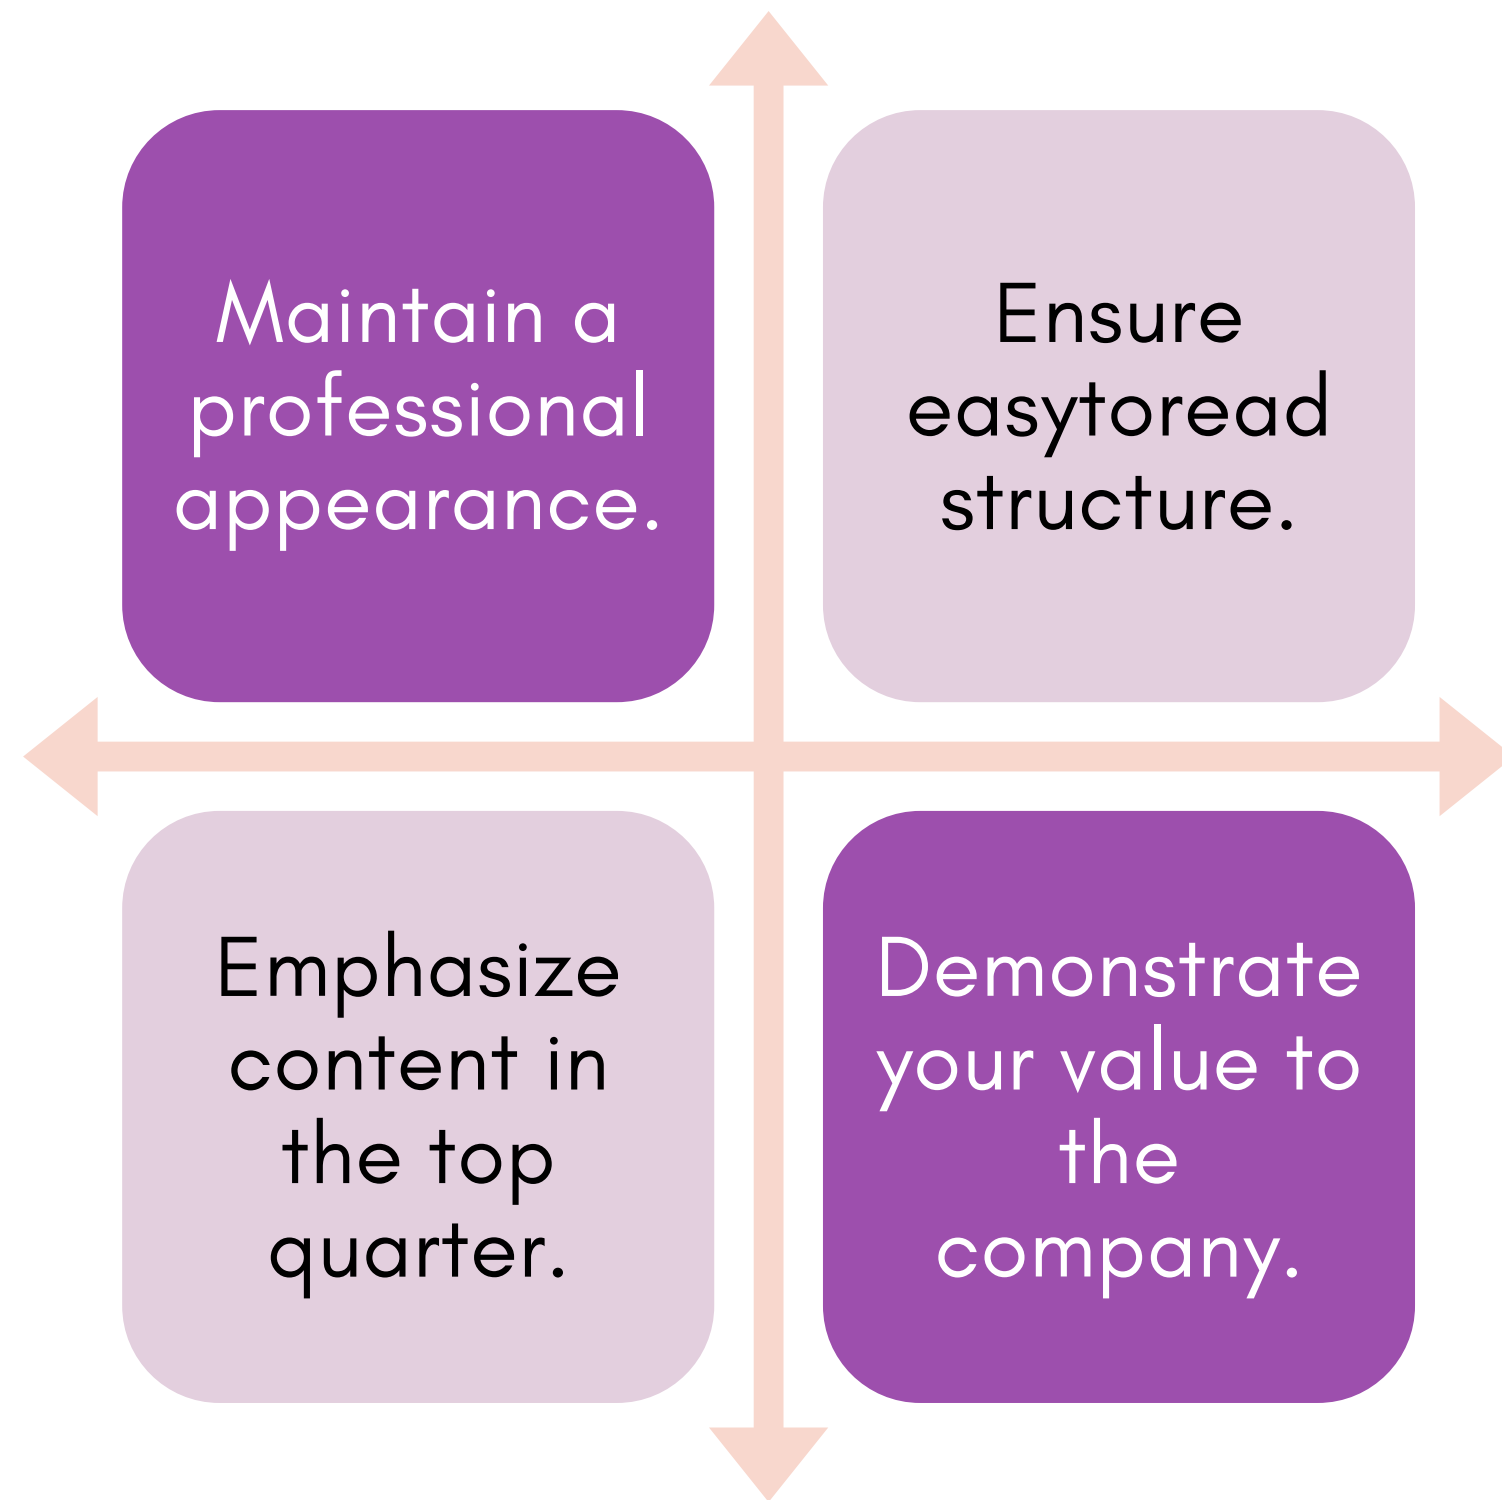 Maintain a
professional
appearance.
Ensure
easytoread
structure.
Emphasize
content in
the top
quarter.
Demonstrate
your value to
the
company.